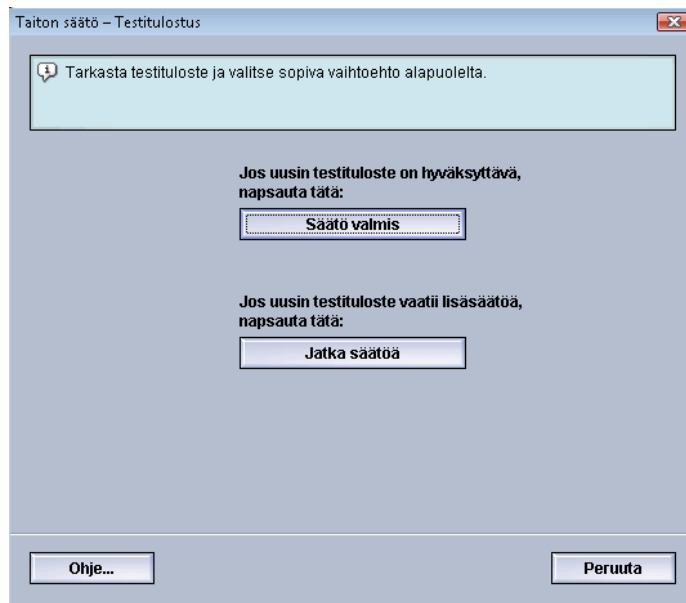 Taiton säätö – Testitulostus
Tarkasta testituloste ja valitse sopiva vaihtoehto alapuolelta.
Jos uusin testituloste on hyväksyttävä,
napsauta tätä:
Säätö valmis
Jos uusin testituloste vaatii lisäsäätöä,
napsauta tätä:
Jatka säätöä
Ohje...
Peruuta